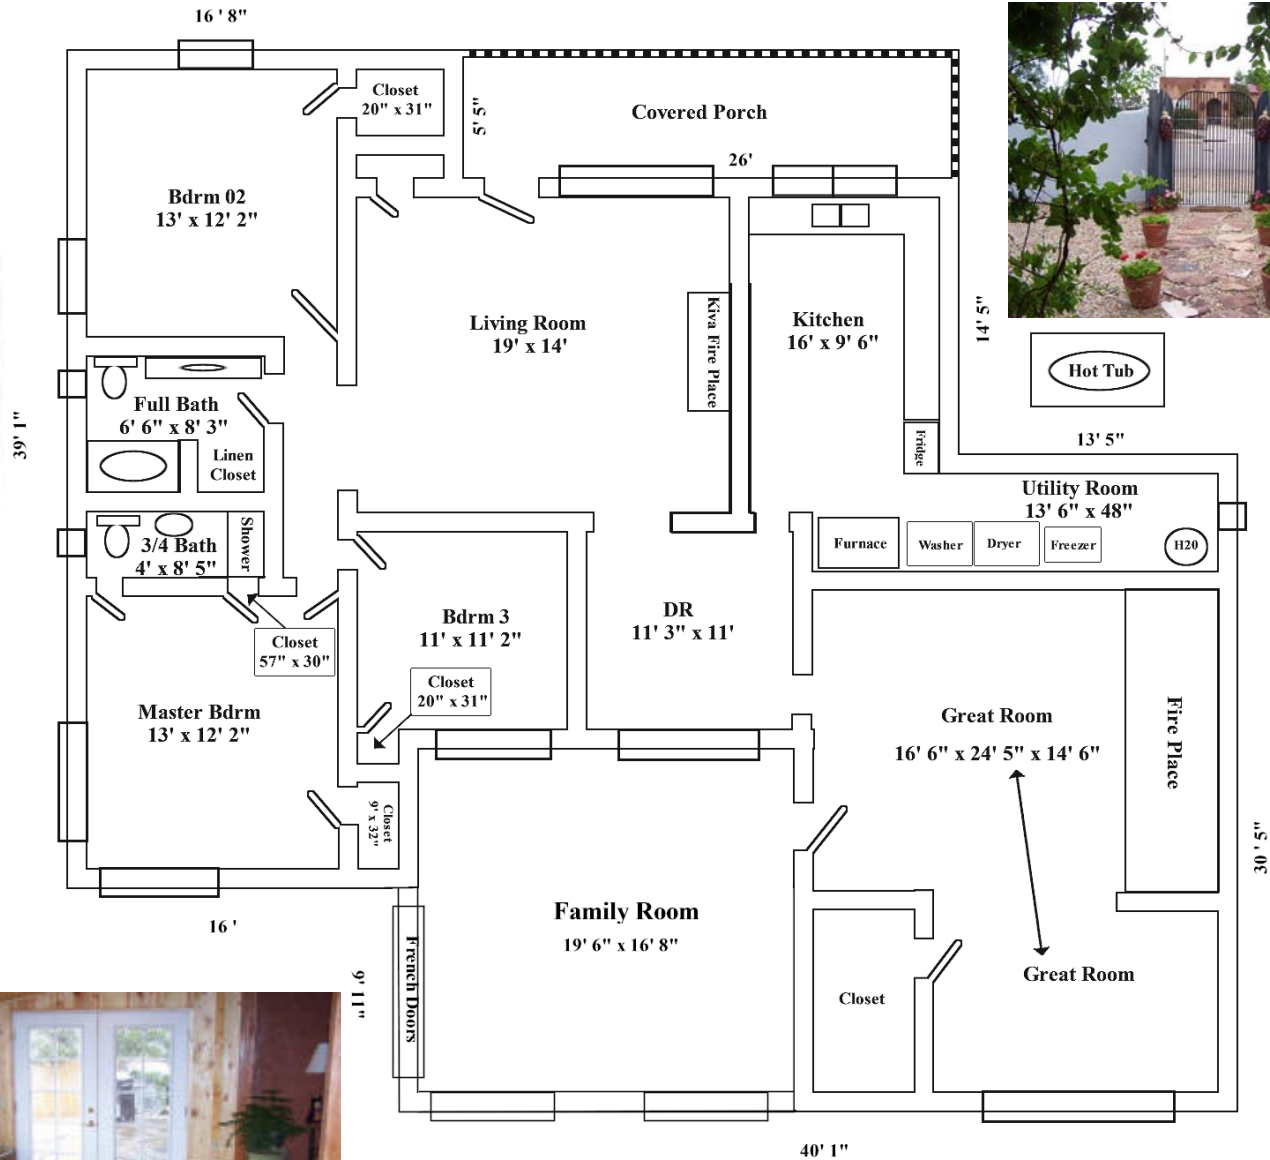 16 ' 8"
Closet
20" x 31"
5' 5"
Covered Porch
26'
Bdrm 02
13' x 12' 2"
Living Room
19' x 14'
Kiva Fire Place
Kitchen
16' x 9' 6"
14' 5"
Hot Tub
39' 1"
Full Bath
6' 6" x 8' 3"
Linen
Closet
Fridge
13' 5"
Utility Room
13' 6" x 48"
Furnace
Washer
Dryer
Freezer
H20
3/4 Bath
4' x 8' 5"
Shower
Closet
57" x 30"
Bdrm 3
11' x 11' 2"
Closet
20" x 31"
DR
11' 3" x 11'
Master Bdrm
13' x 12' 2"
Great Room
16' 6" x 24' 5" x 14' 6"
Fire Place
Closet
9' x 32"
30' 5"
16 '
Family Room
19' 6" x 16' 8"
French Doors
9' 11"
Closet
Great Room
40' 1"